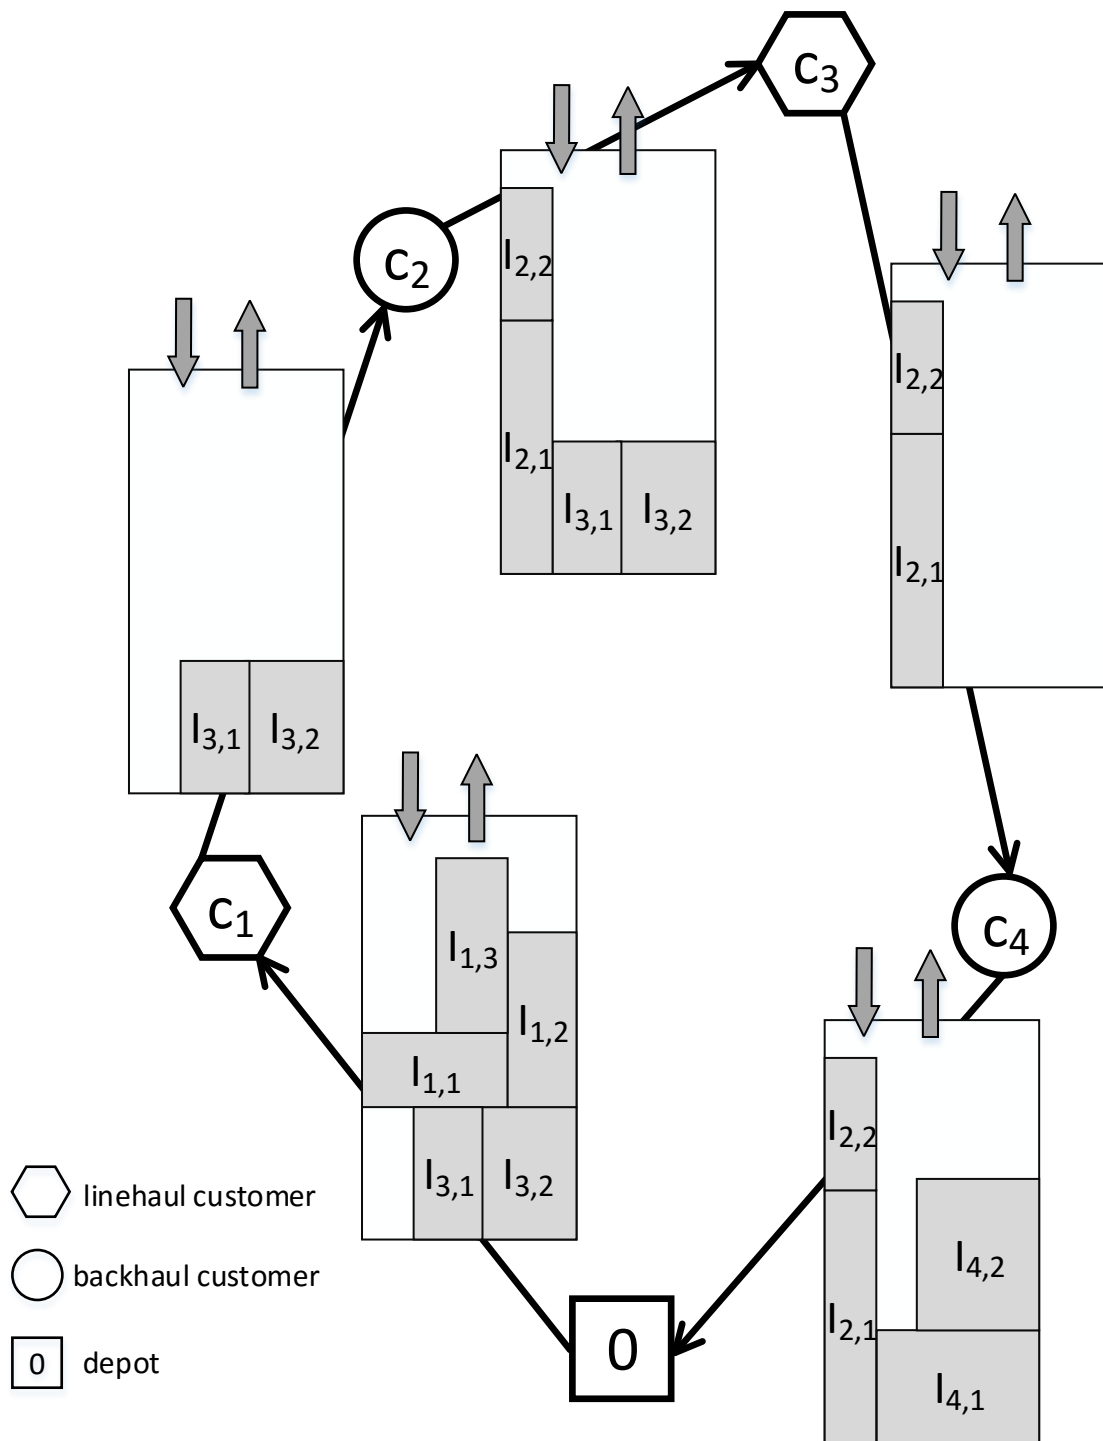 c3
c2
I2,2
I2,1
I3,1 I3,2
I2,2
I2,1
I3,1 I3,2
c1
I1,3
I1,2
I1,1
I3,1 I3,2
c4
I2,2
I4,2
I2,1
I4,1
0
linehaul customer
backhaul customer
0 depot